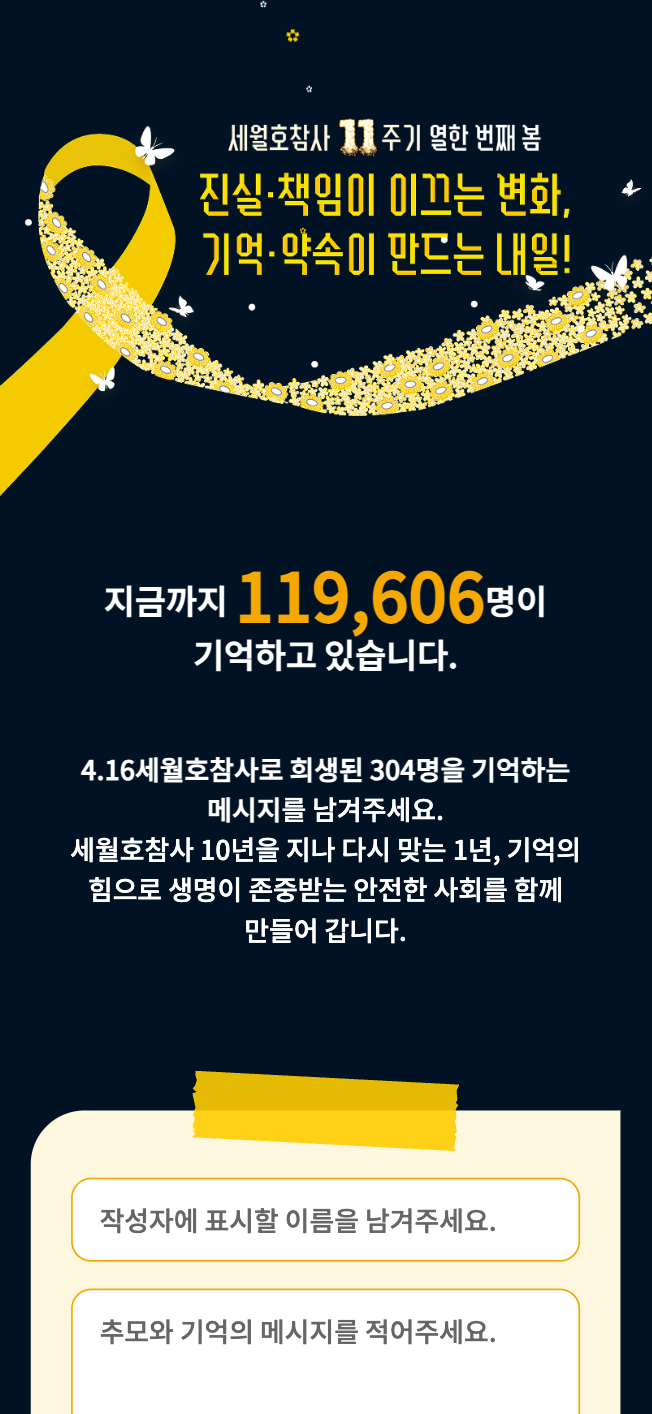 세월호참사 11주기 열한 번째 봄
진실·책임이 이끄는 변화,
기억·약속이 만드는 내일!
지금까지 119,606명이
기억하고 있습니다.
4.16세월호참사로 희생된 304명을 기억하는
메시지를 남겨주세요.
세월호참사 10년을 지나 다시 맞는 1년, 기억의
힘으로 생명이 존중받는 안전한 사회를 함께
만들어 갑니다.
작성자에 표시할 이름을 남겨주세요.
추모와 기억의 메시지를 적어주세요.